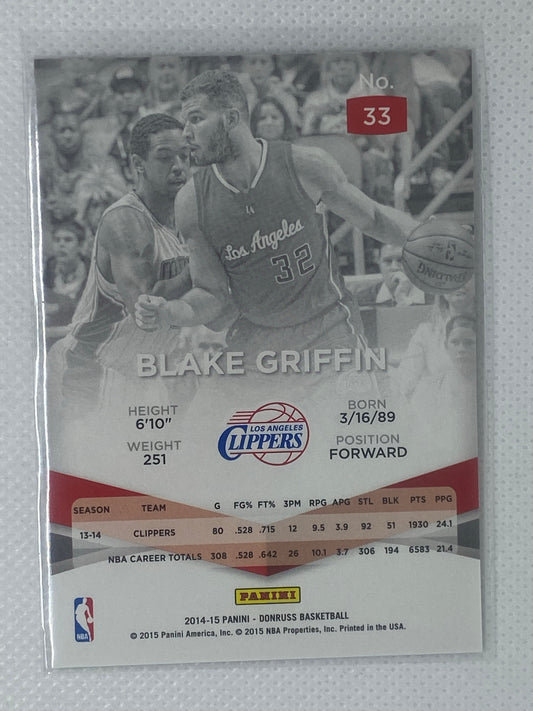 No.
33
Los Angeles
32
SPALDING
BLAKE GRIFFIN
HEIGHT
6'10"
WEIGHT
251
LOS ANGELES
CLIPPERS
BORN
3/16/89
POSITION
FORWARD
SEASON TEAM G FG% FT% 3PM RPG APG STL BLK PTS PPG
13-14 CLIPPERS 80 .528 .715 12 9.5 3.9 92 51 1930 24.1
NBA CAREER TOTALS 308 .528 .642 26 10.1 3.7 306 194 6583 21.4
PANINI
NBA
2014-15 PANINI - DONRUSS BASKETBALL
© 2015 Panini America, Inc. © 2015 NBA Properties, Inc. Printed in the USA.